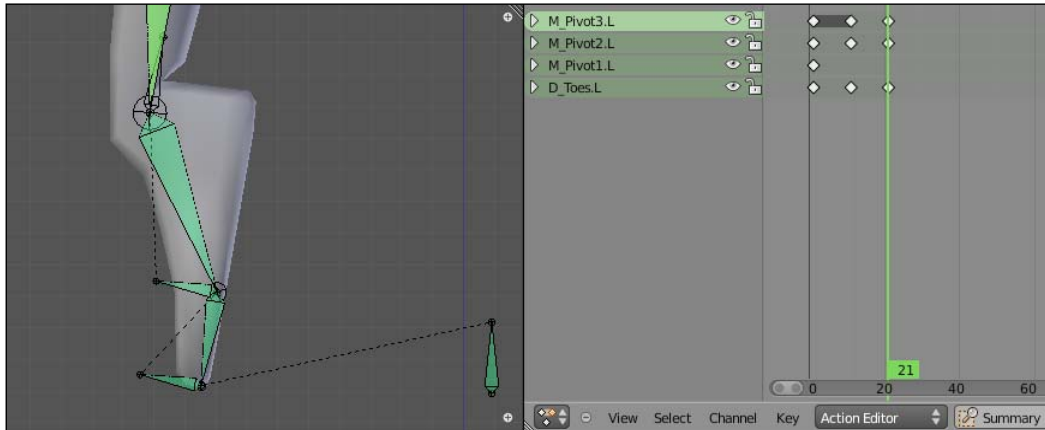 M_Pivot3.L
M_Pivot2.L
M_Pivot1.L
D_Toes.L
21
0 20 40 60
View Select Channel Key Action Editor Summary